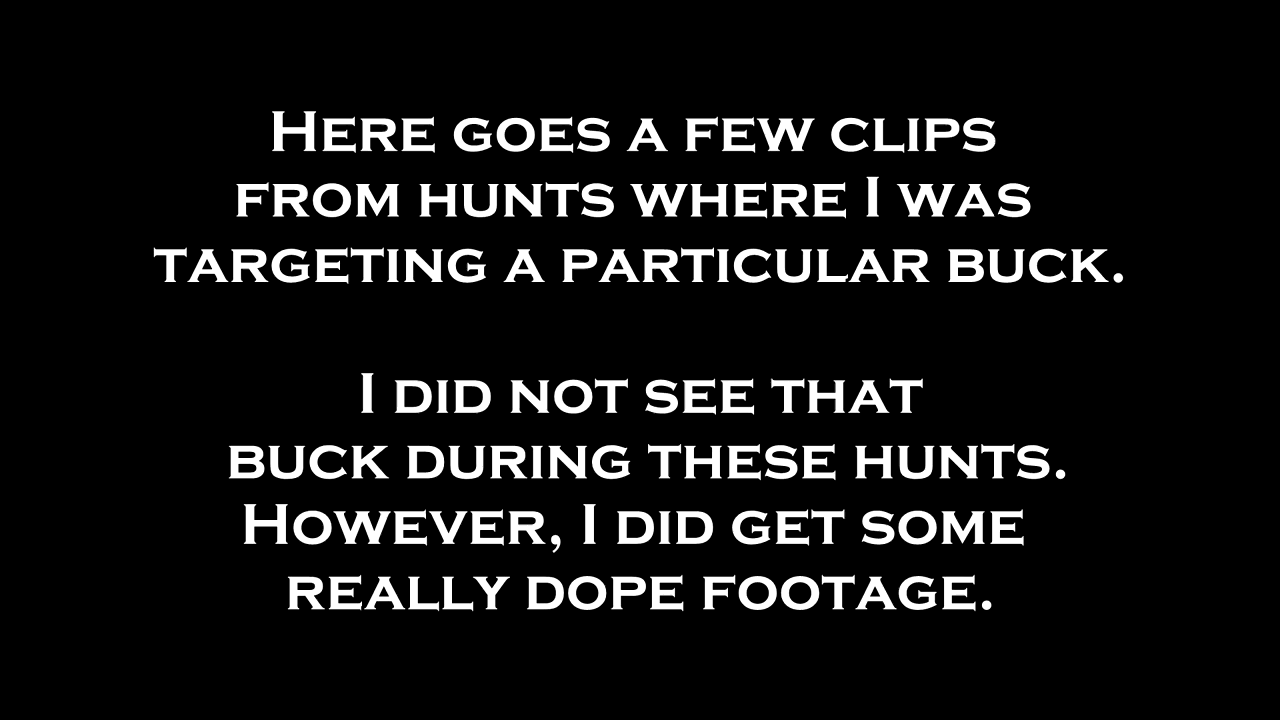 Here goes a few clips
from hunts where I was
targeting a particular buck.
I did not see that
buck during these hunts.
However, I did get some
really dope footage.